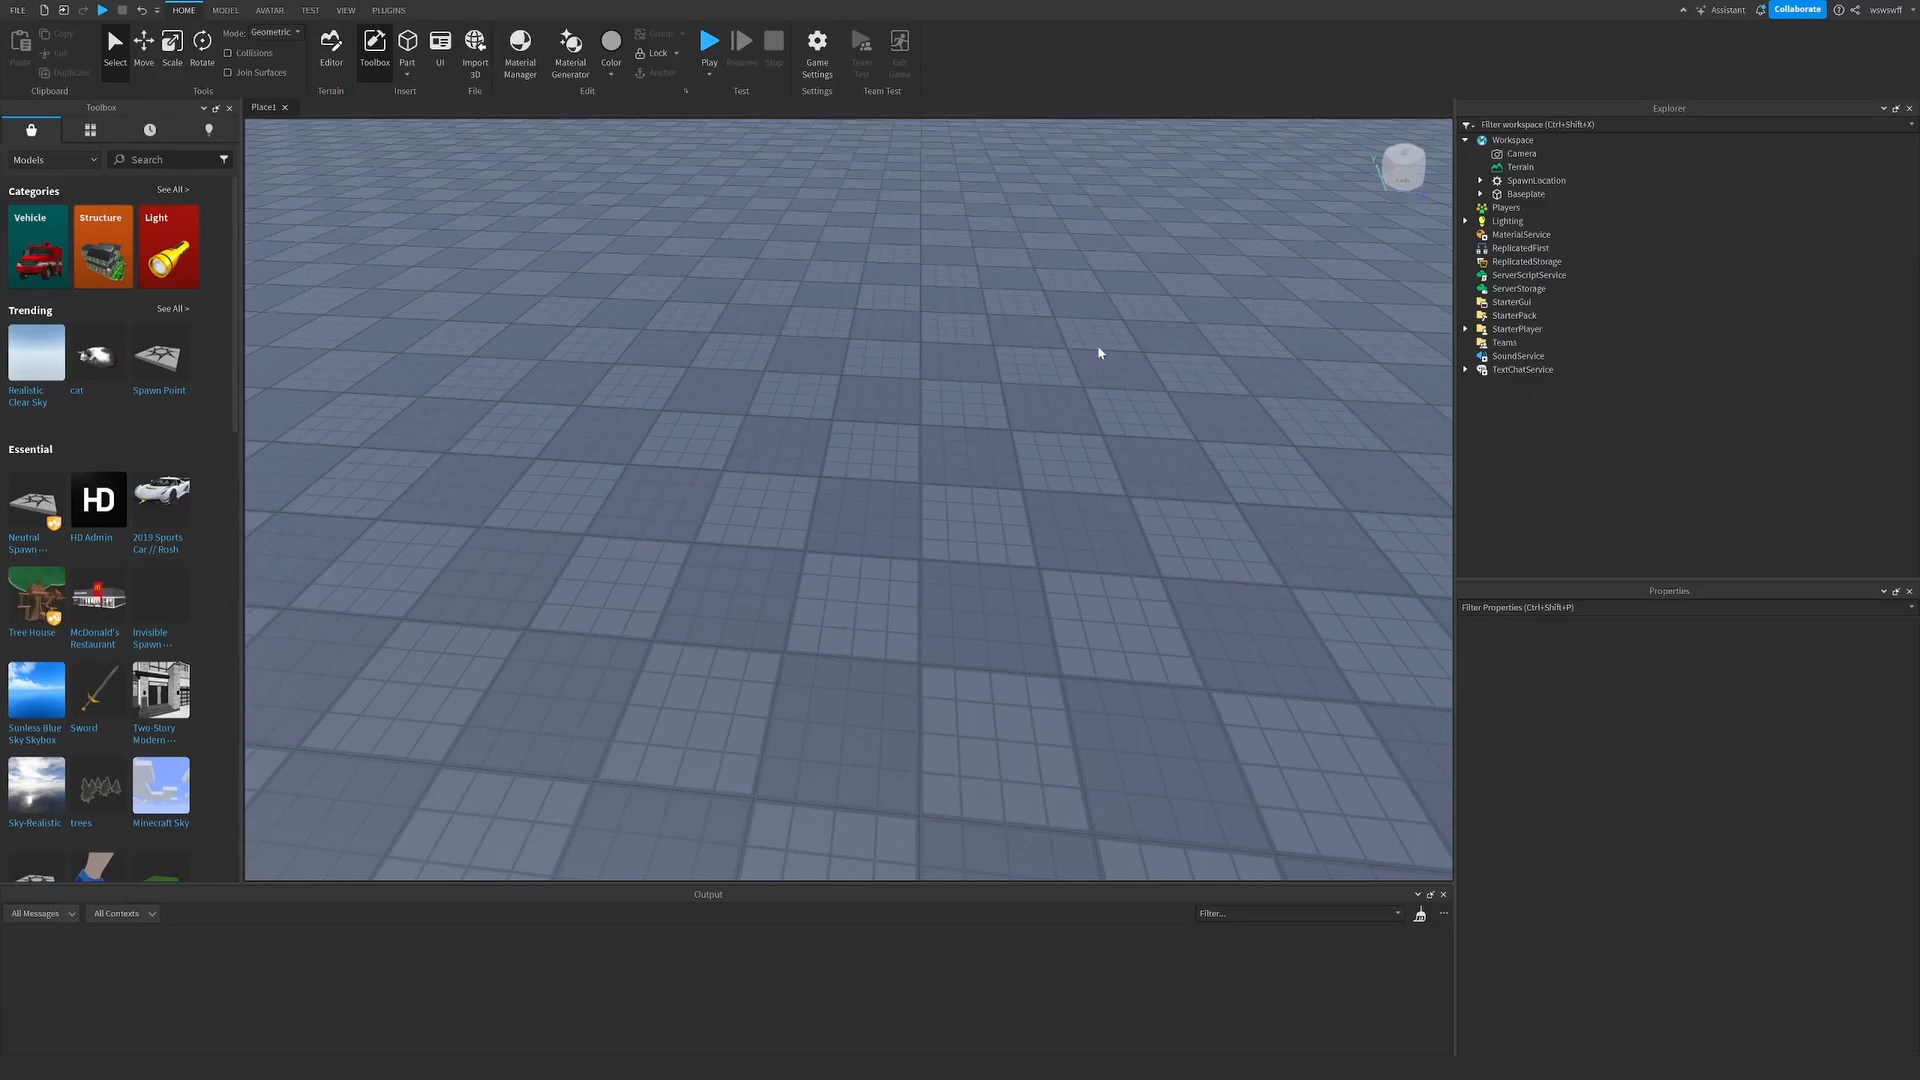 FILE HOME MODEL AVATAR TEST VIEW PLUGINS Assistant Collaborate wswswff
Paste Copy Cut Duplicate Select Move Scale Rotate Mode: Geometric Collisions Join Surfaces Editor Toolbox Part UI Import 3D Material Manager Material Generator Color Group Lock Anchor Play Resume Stop Game Settings Team Test Exit Game
Clipboard Tools Terrain Insert File Edit Test Settings Team Test
Toolbox
Place1
Models Search
Categories See All >
Vehicle Structure Light
Trending See All >
Realistic Clear Sky cat Spawn Point
Essential
HD
Neutral Spawn ··· HD Admin 2019 Sports Car // Rosh
Tree House McDonald's Restaurant Invisible Spawn ···
Sunless Blue Sky Skybox Sword Two-Story Modern ···
Sky-Realistic trees Minecraft Sky
Output
All Messages All Contexts Filter...
Explorer
Filter workspace (Ctrl+Shift+X)
Workspace
Camera
Terrain
SpawnLocation
Baseplate
Players
Lighting
MaterialService
ReplicatedFirst
ReplicatedStorage
ServerScriptService
ServerStorage
StarterGui
StarterPack
StarterPlayer
Teams
SoundService
TextChatService
Properties
Filter Properties (Ctrl+Shift+P)